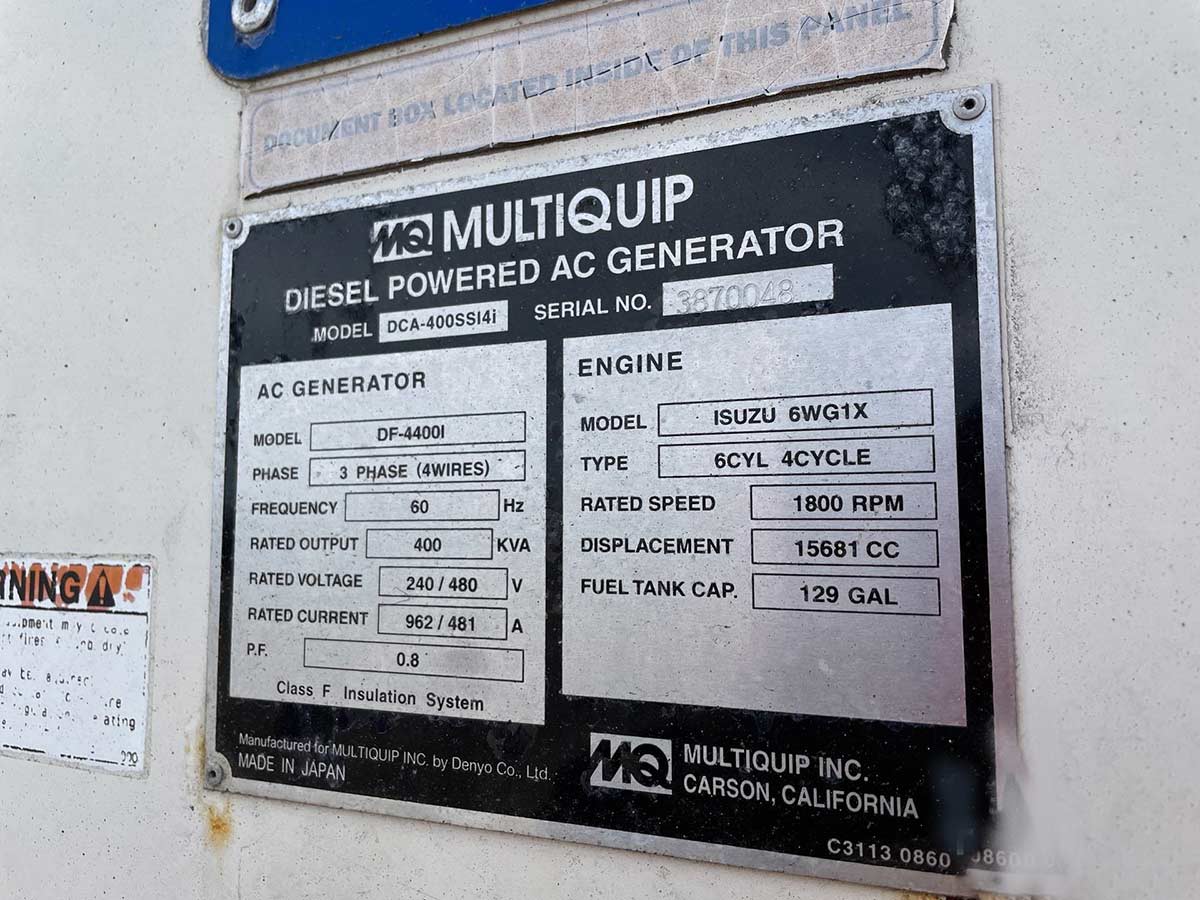 DOCUMENT BOX LOCATED INSIDE OF THIS PANEL
MQ MULTIQUIP
DIESEL POWERED AC GENERATOR
MODEL DCA-400SSI4i SERIAL NO. 3870048
AC GENERATOR
MODEL DF-4400I
PHASE 3 PHASE (4WIRES)
FREQUENCY 60 Hz
RATED OUTPUT 400 KVA
RATED VOLTAGE 240 / 480 V
RATED CURRENT 962 / 481 A
P.F. 0.8
Class F Insulation System
ENGINE
MODEL ISUZU 6WG1X
TYPE 6CYL 4CYCLE
RATED SPEED 1800 RPM
DISPLACEMENT 15681 CC
FUEL TANK CAP. 129 GAL
Manufactured for MULTIQUIP INC. by Denyo Co., Ltd.
MADE IN JAPAN
MQ MULTIQUIP INC.
CARSON, CALIFORNIA
C3113 0860
RNING